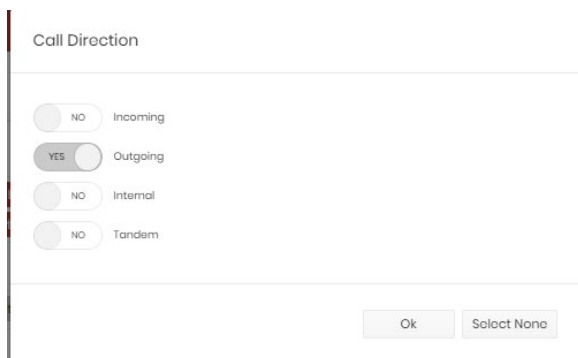 Call Direction
NO Incoming
YES Outgoing
NO Internal
NO Tandem
Ok Select None